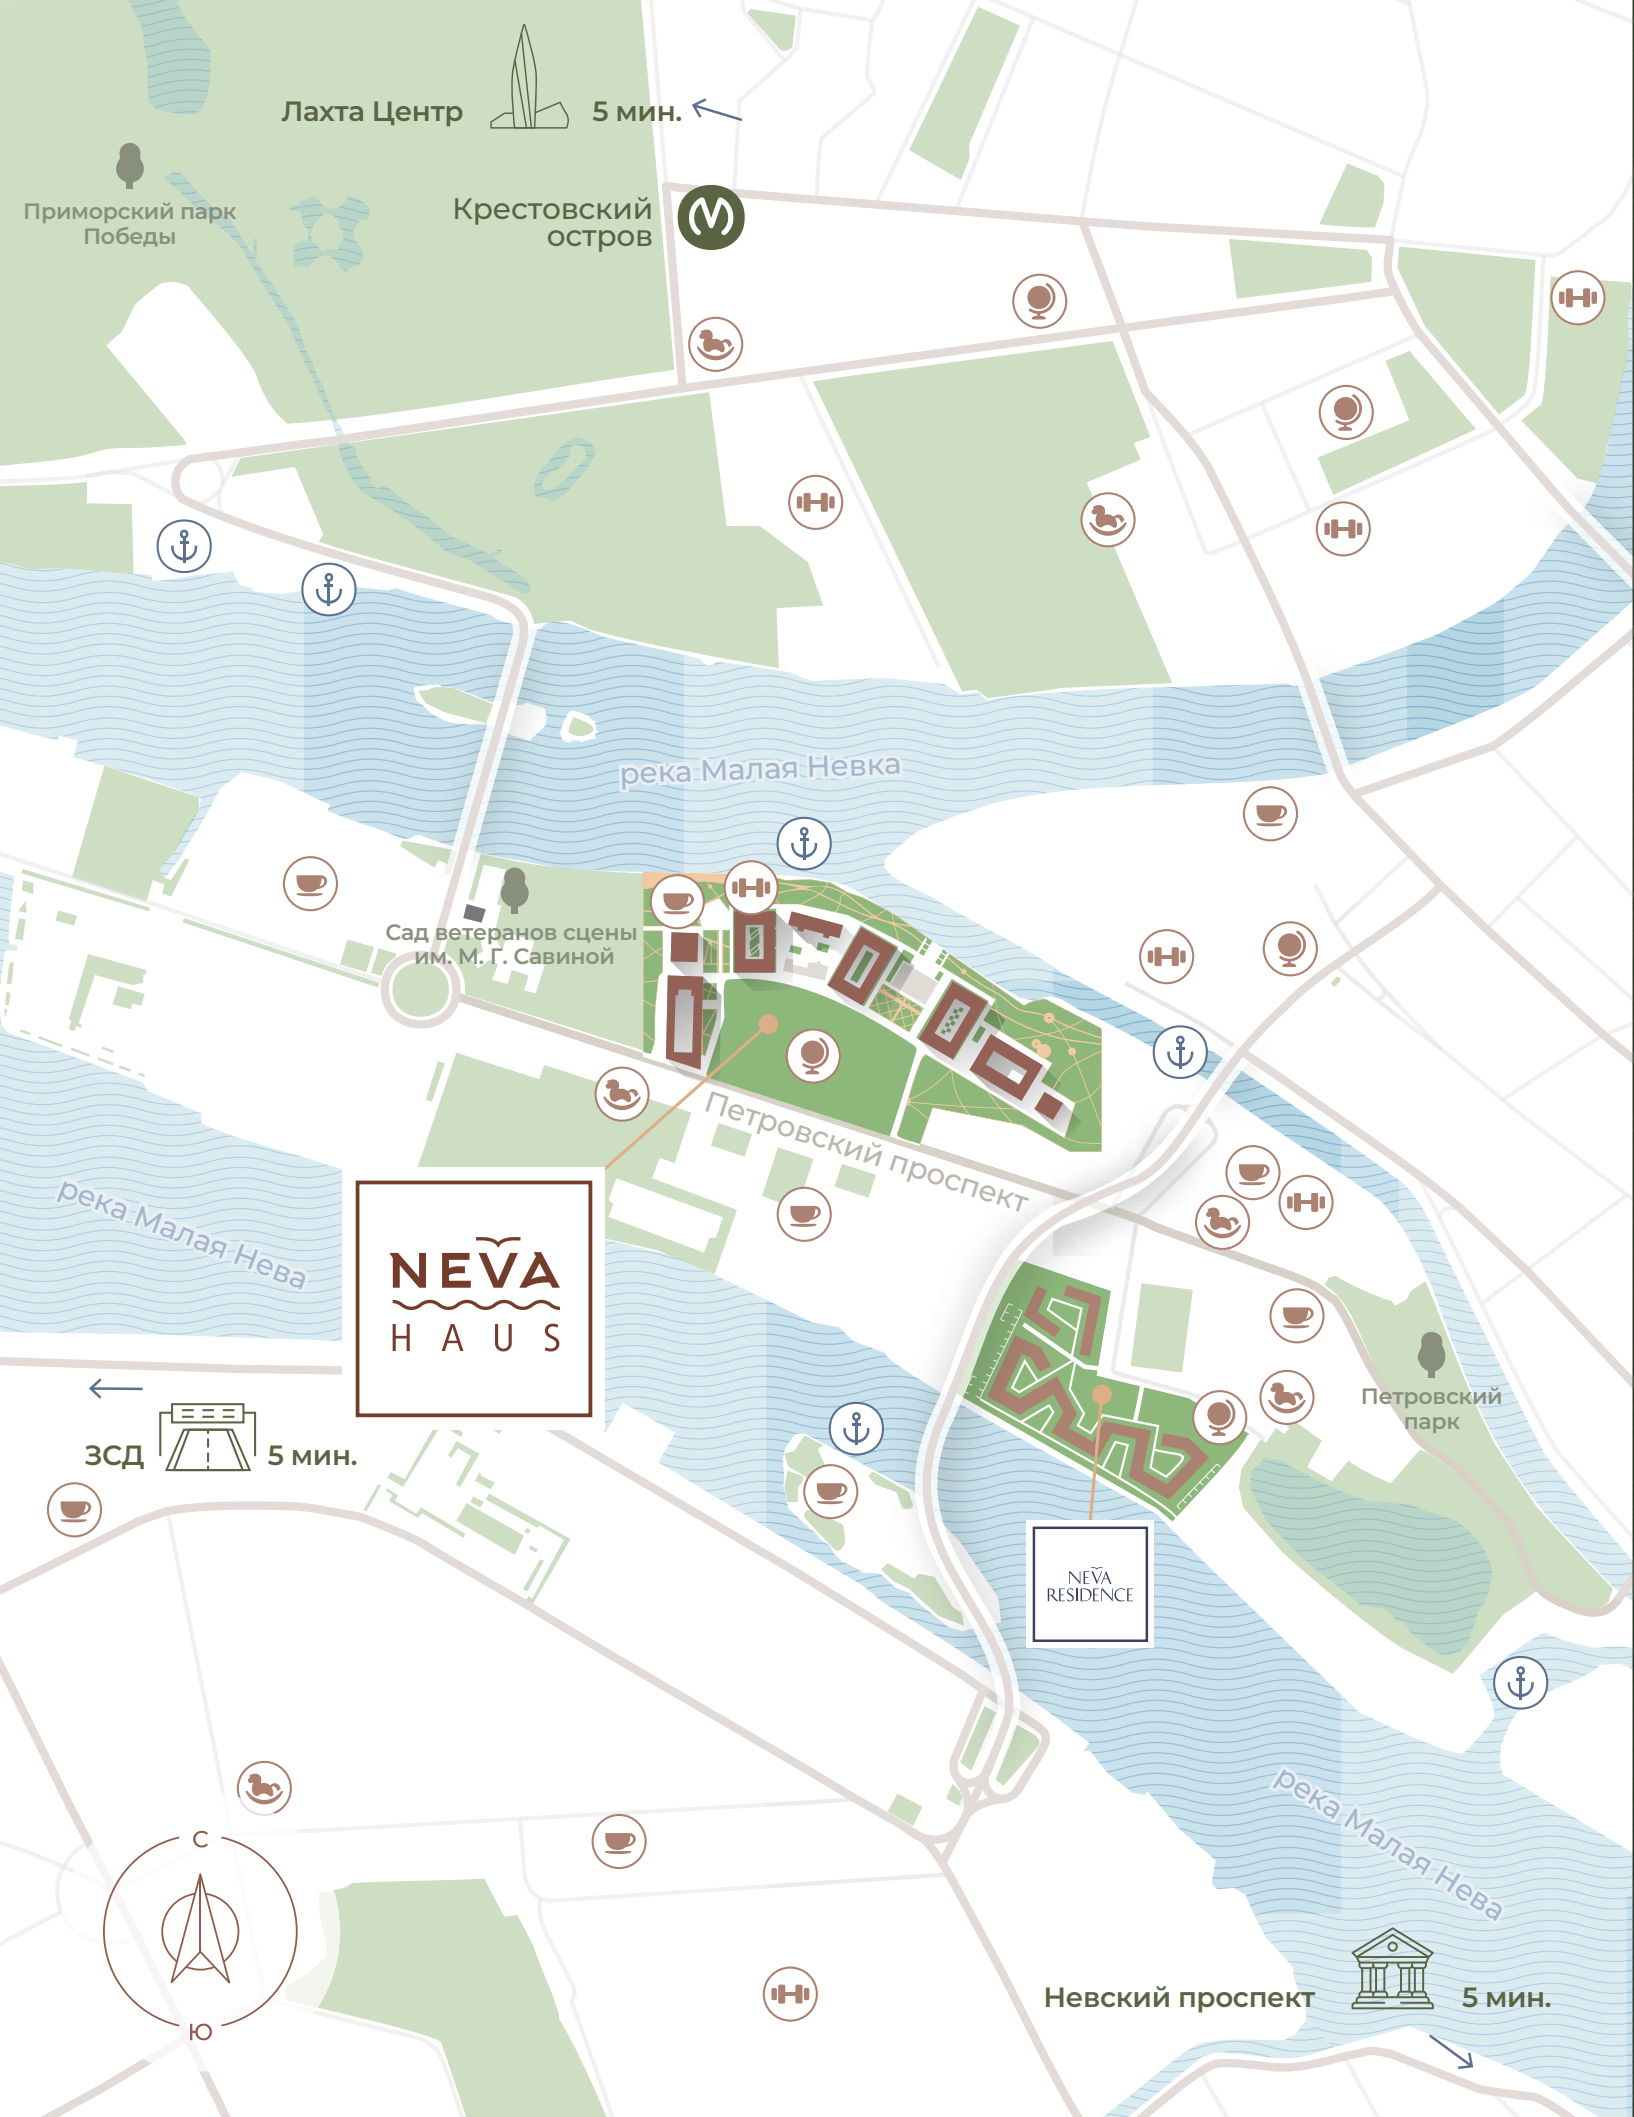 Лахта Центр
5 мин.
Приморский парк
Победы
Крестовский
остров
река Малая Невка
Сад ветеранов сцены
им. М. Г. Савиной
Петровский проспект
река Малая Нева
NEVA
HAUS
ЗСД
5 мин.
Петровский
парк
NEVA
RESIDENCE
река Малая Нева
С
Ю
Невский проспект
5 мин.